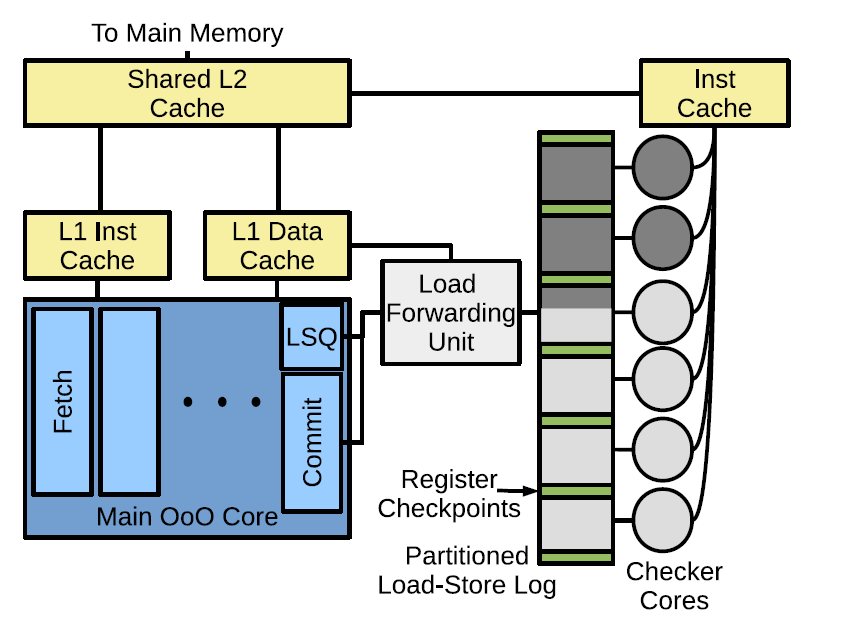 To Main Memory
Shared L2
Cache
Inst
Cache
L1 Inst
Cache
L1 Data
Cache
Load
Forwarding
Unit
LSQ
Fetch
Commit
Main OoO Core
Register
Checkpoints
Partitioned
Load-Store Log
Checker
Cores